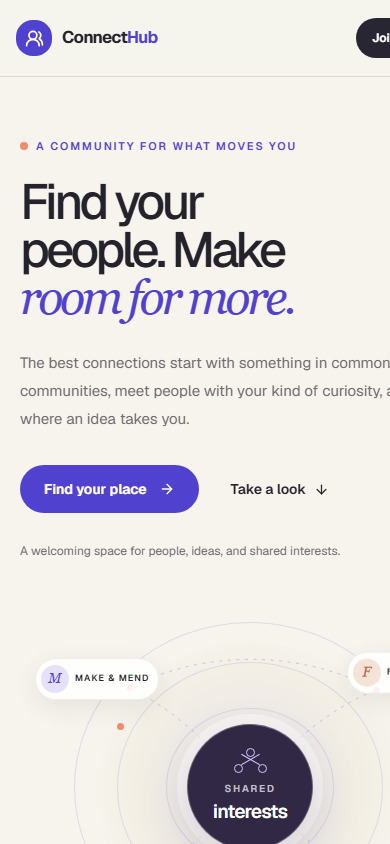 ConnectHub
Joi
A COMMUNITY FOR WHAT MOVES YOU
Find your
people. Make
room for more.
The best connections start with something in common
communities, meet people with your kind of curiosity, a
where an idea takes you.
Find your place →
Take a look ↓
A welcoming space for people, ideas, and shared interests.
M MAKE & MEND
F
SHARED
interests